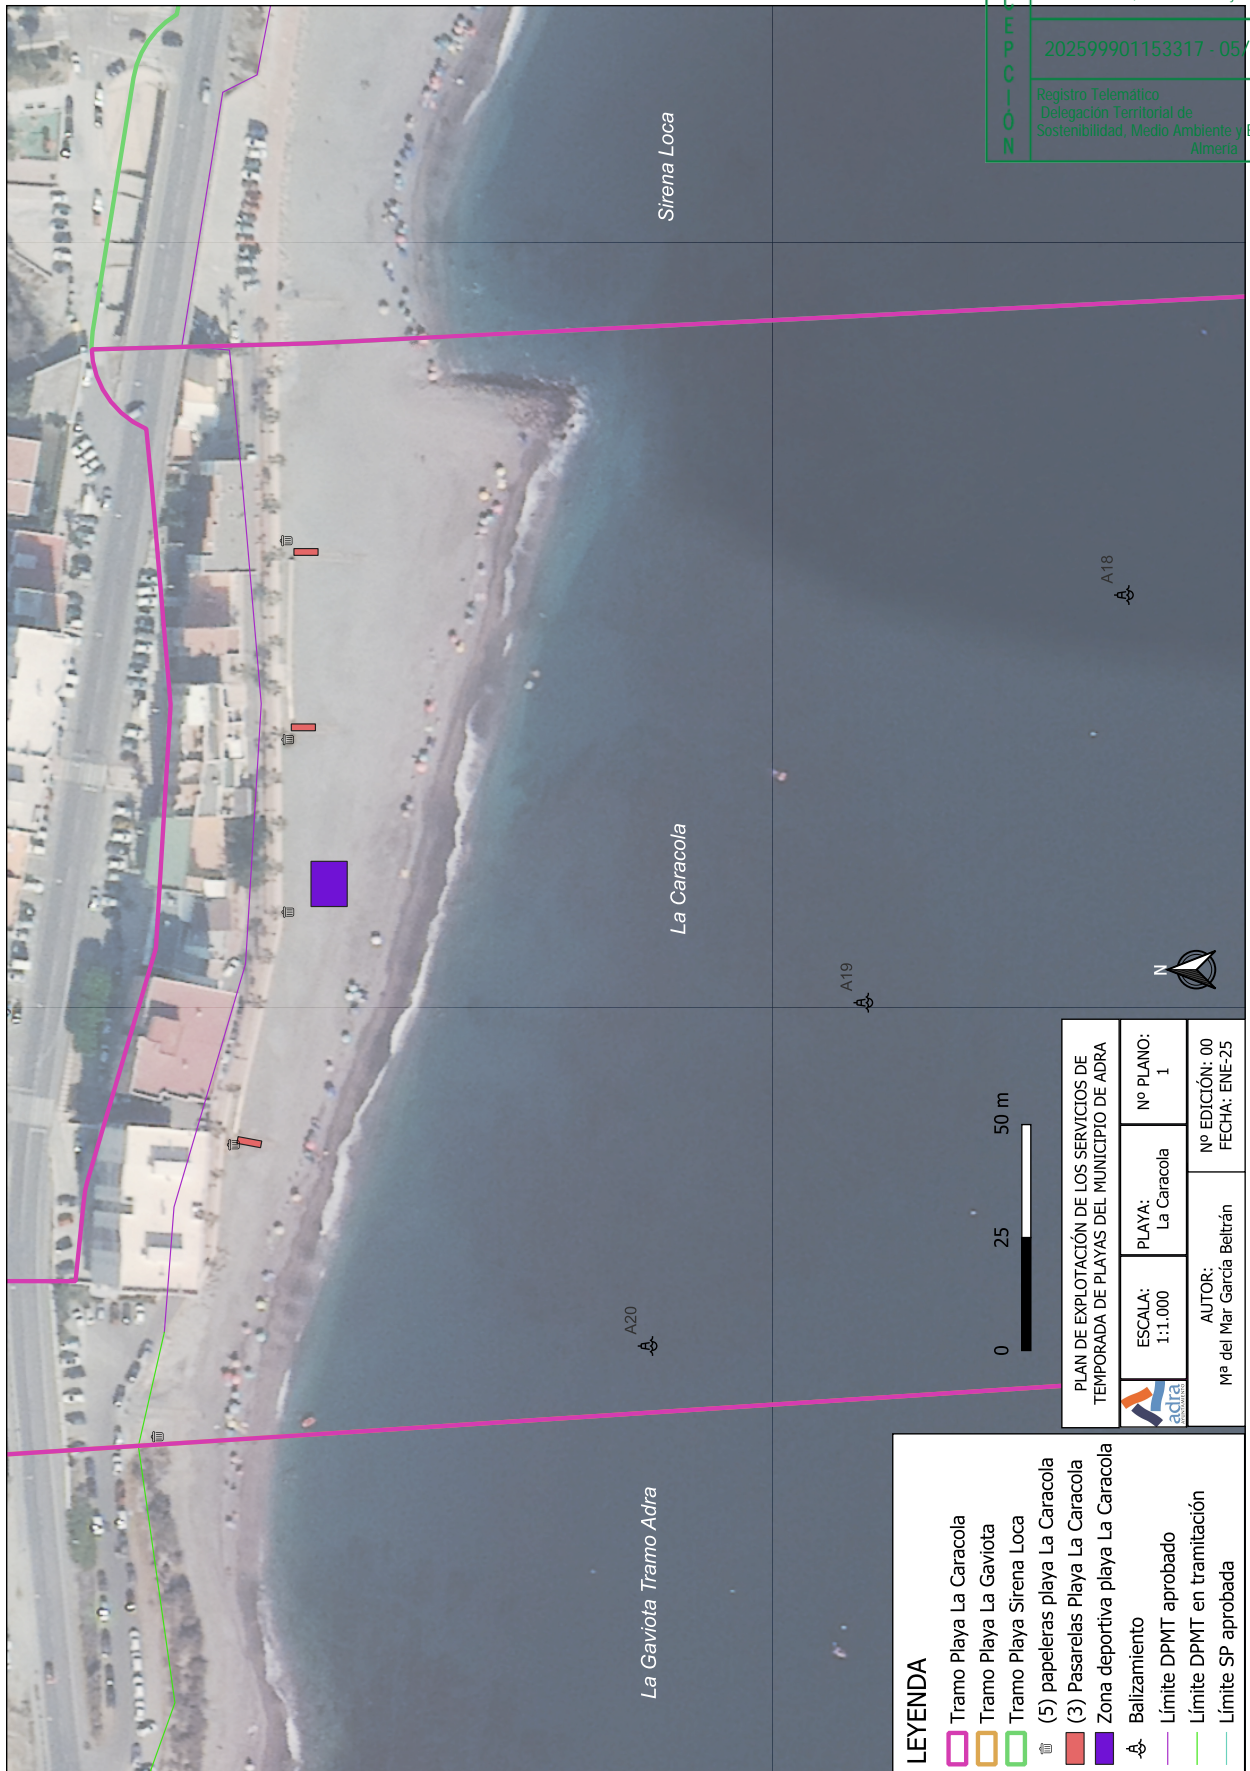 C
E
P
C
I
Ó
N
202599901153317 - 05/
Registro Telemático
Delegación Territorial de
Sostenibilidad, Medio Ambiente y E
Almería
Sirena Loca
La Caracola
La Gaviota Tramo Adra
A18
A19
A20
N
0 25 50 m
PLAN DE EXPLOTACIÓN DE LOS SERVICIOS DE
TEMPORADA DE PLAYAS DEL MUNICIPIO DE ADRA
adra
AYUNTAMIENTO
ESCALA:
1:1.000
PLAYA:
La Caracola
Nº PLANO:
1
AUTOR:
Mª del Mar García Beltrán
Nº EDICIÓN: 00
FECHA: ENE-25
LEYENDA
Tramo Playa La Caracola
Tramo Playa La Gaviota
Tramo Playa Sirena Loca
(5) papeleras playa La Caracola
(3) Pasarelas Playa La Caracola
Zona deportiva playa La Caracola
Balizamiento
Límite DPMT aprobado
Límite DPMT en tramitación
Límite SP aprobada